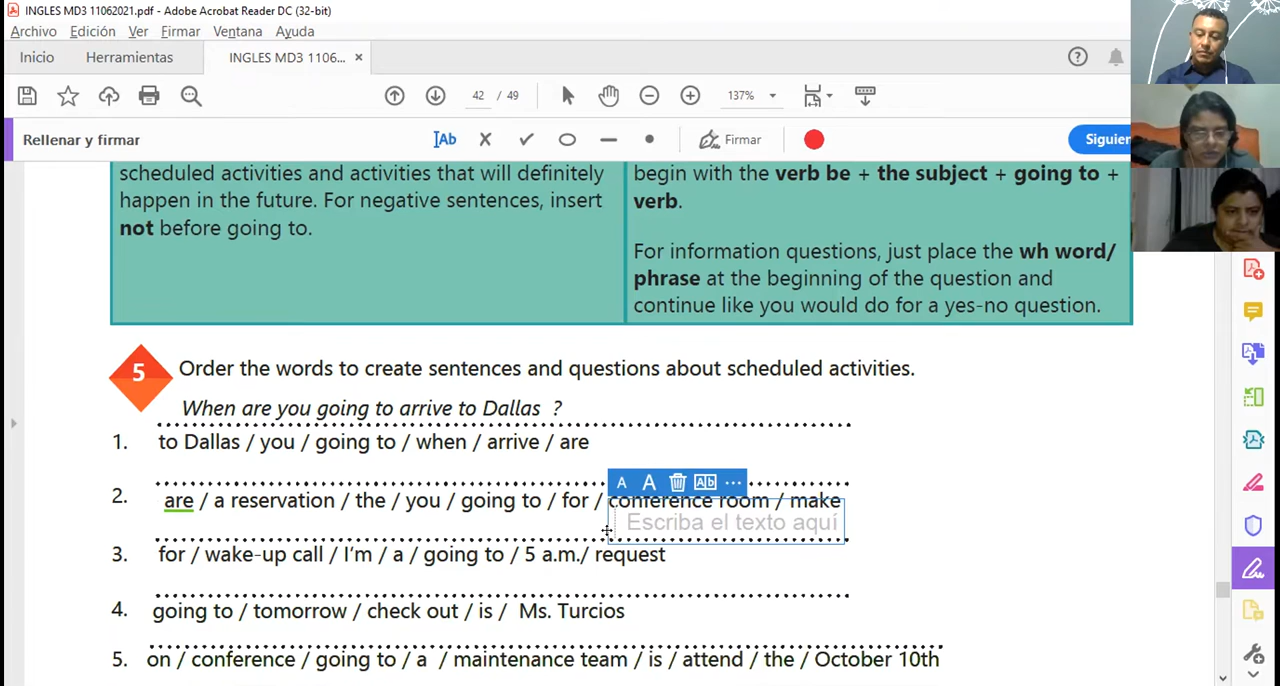 INGLES MD3 11062021.pdf - Adobe Acrobat Reader DC (32-bit)
Archivo Edición Ver Firmar Ventana Ayuda
Inicio Herramientas INGLES MD3 1106... ×
42 / 49 137%
Rellenar y firmar Ab Firmar Siguien
scheduled activities and activities that will definitely
happen in the future. For negative sentences, insert
not before going to.
begin with the verb be + the subject + going to +
verb.
For information questions, just place the wh word/
phrase at the beginning of the question and
continue like you would do for a yes-no question.
5 Order the words to create sentences and questions about scheduled activities.
When are you going to arrive to Dallas ?
1. to Dallas / you / going to / when / arrive / are
A A Ab ...
2. are / a reservation / the / you / going to / for / conference room / make
Escriba el texto aquí
3. for / wake-up call / I'm / a / going to / 5 a.m./ request
4. going to / tomorrow / check out / is / Ms. Turcios
5. on / conference / going to / a / maintenance team / is / attend / the / October 10th